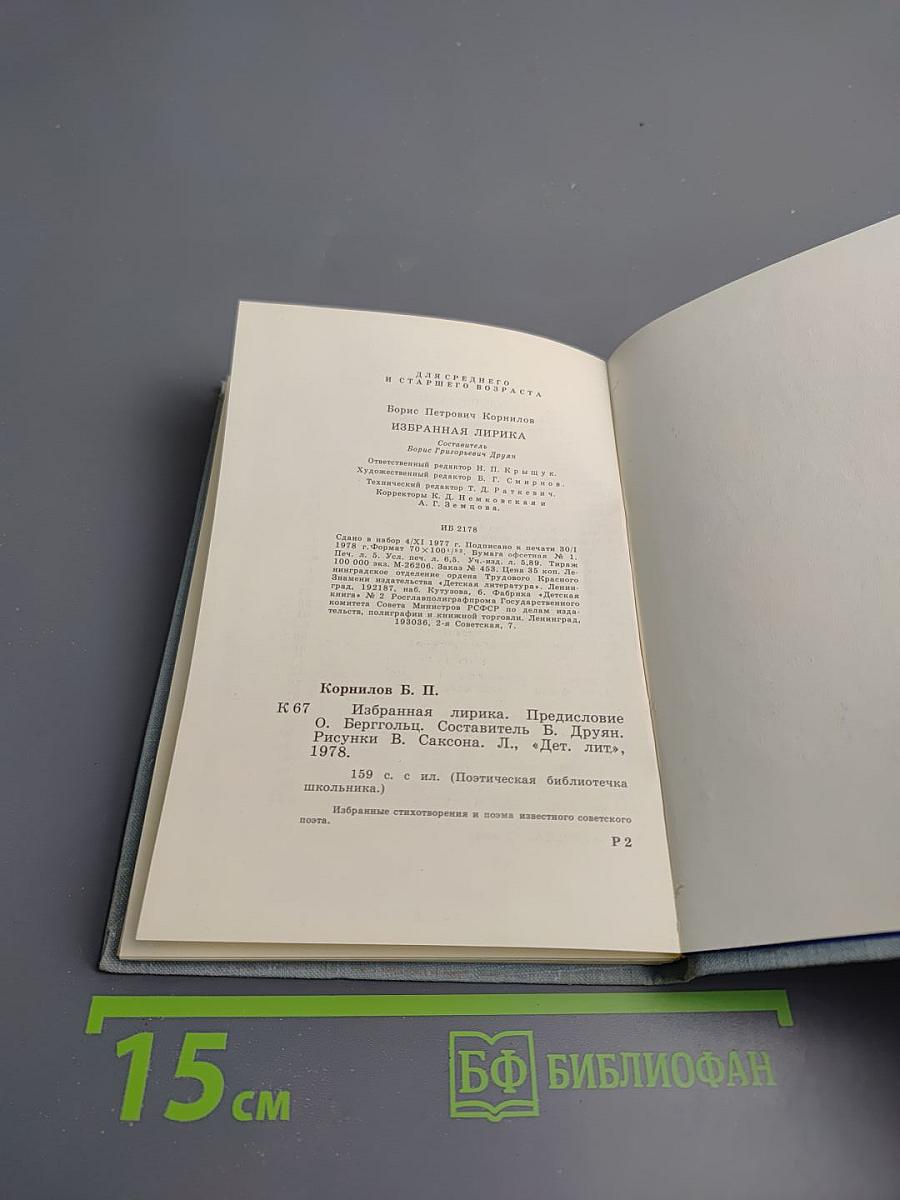 ДЛЯ СРЕДНЕГО
И СТАРШЕГО ВОЗРАСТА
Борис Петрович Корнилов
ИЗБРАННАЯ ЛИРИКА
Составитель
Борис Григорьевич Друян
Ответственный редактор Н. П. Крыщук.
Художественный редактор Б. Г. Смирнов.
Технический редактор Т. Д. Раткевич.
Корректоры К. Д. Немковская и
А. Г. Земцова.
ИБ 2178
Сдано в набор 4/XI 1977 г. Подписано к печати 30/I
1978 г. Формат 70×100¹/₃₂. Бумага офсетная № 1.
Печ. л. 5. Усл. печ. л. 6,5. Уч.-изд. л. 5,89. Тираж
100 000 экз. М-26206. Заказ № 453. Цена 35 коп. Ле-
нинградское отделение ордена Трудового Красного
Знамени издательства «Детская литература». Ленин-
град, 192187, наб. Кутузова, 6. Фабрика «Детская
книга» № 2 Росглавполиграфпрома Государственного
комитета Совета Министров РСФСР по делам изда-
тельств, полиграфии и книжной торговли. Ленинград,
193036, 2-я Советская, 7.
Корнилов Б. П.
К 67 Избранная лирика. Предисловие
О. Берггольц. Составитель Б. Друян.
Рисунки В. Саксона. Л., «Дет. лит.»,
1978.
159 с. с ил. (Поэтическая библиотечка
школьника.)
Избранные стихотворения и поэма известного советского
поэта.
Р 2
15 см
БФ БИБЛИОФАН